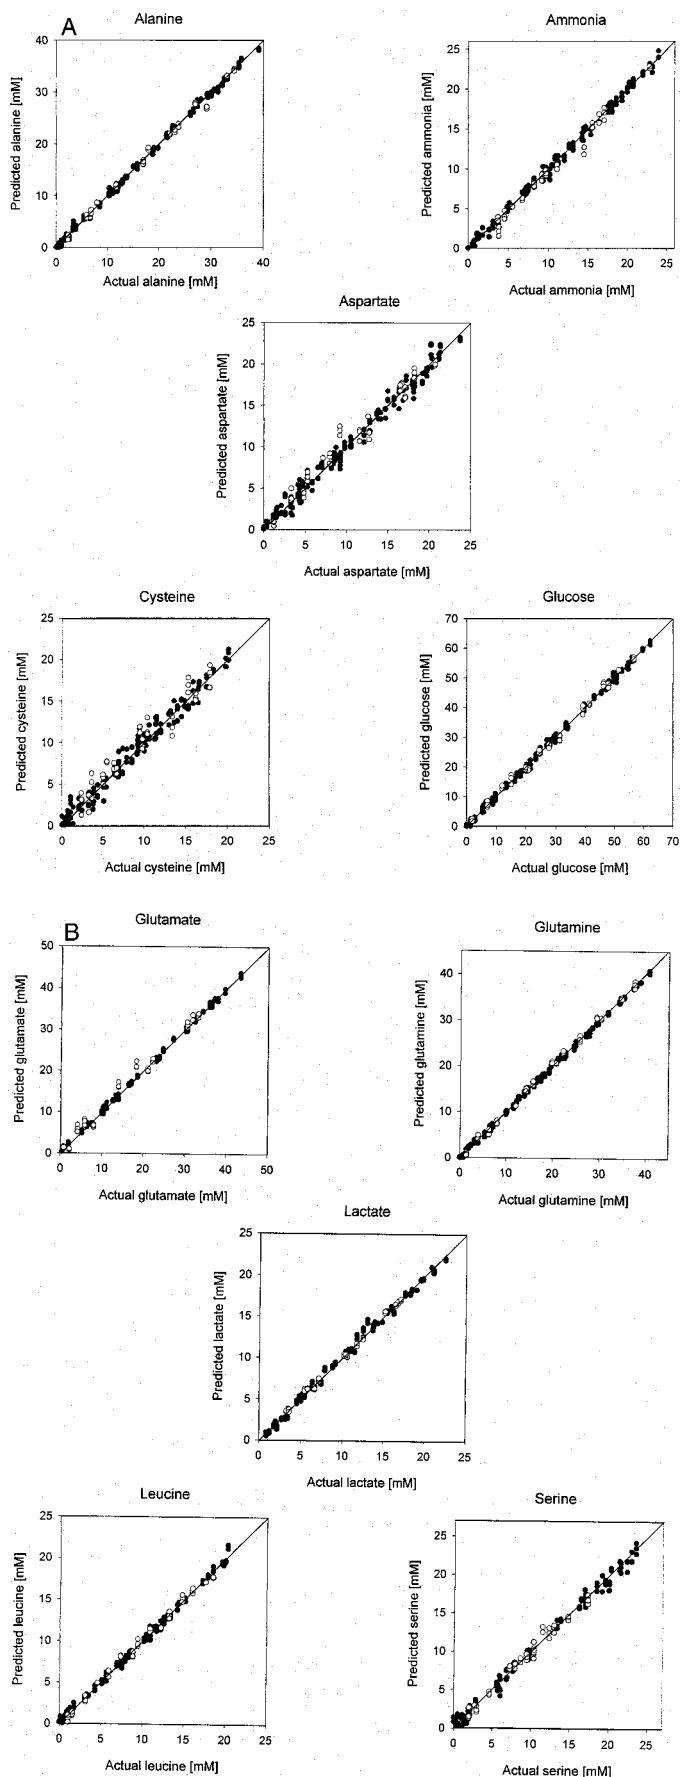 A
Alanine
40
30
20
10
0
Predicted alanine [mM]
0 10 20 30 40
Actual alanine [mM]
Ammonia
25
20
15
10
5
0
Predicted ammonia [mM]
0 5 10 15 20 25
Actual ammonia [mM]
Aspartate
25
20
15
10
5
0
Predicted aspartate [mM]
0 5 10 15 20 25
Actual aspartate [mM]
Cysteine
25
20
15
10
5
0
Predicted cysteine [mM]
0 5 10 15 20 25
Actual cysteine [mM]
Glucose
70
60
50
40
30
20
10
0
Predicted glucose [mM]
0 10 20 30 40 50 60 70
Actual glucose [mM]
B
Glutamate
50
40
30
20
10
0
Predicted glutamate [mM]
0 10 20 30 40 50
Actual glutamate [mM]
Glutamine
40
30
20
10
0
Predicted glutamine [mM]
0 10 20 30 40
Actual glutamine [mM]
Lactate
25
20
15
10
5
0
Predicted lactate [mM]
0 5 10 15 20 25
Actual lactate [mM]
Leucine
25
20
15
10
5
0
Predicted leucine [mM]
0 5 10 15 20 25
Actual leucine [mM]
Serine
25
20
15
10
5
0
Predicted serine [mM]
0 5 10 15 20 25
Actual serine [mM]